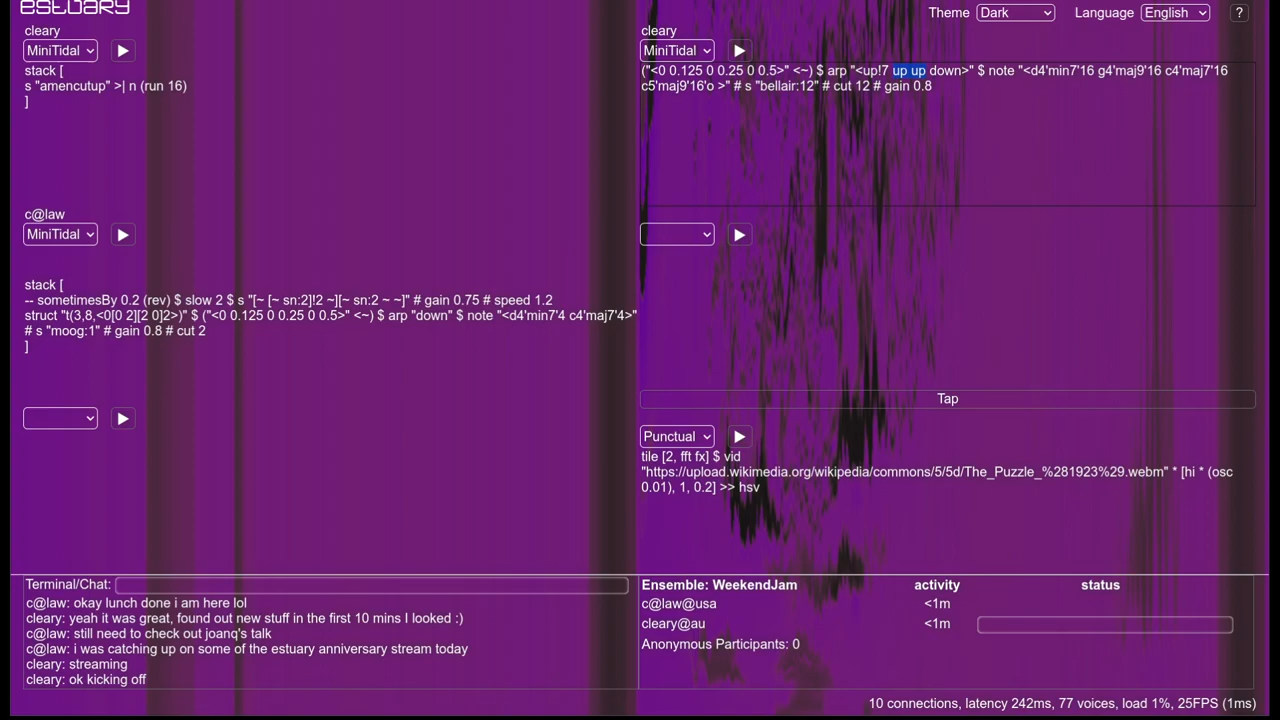 estuary
Theme Dark Language English ?
cleary
MiniTidal
stack [
s "amencutup" >| n (run 16)
]
cleary
MiniTidal
("<0 0.125 0 0.25 0 0.5>" <~) $ arp "<up!7 up up down>" $ note "<d4'min7'16 g4'maj9'16 c4'maj7'16
c5'maj9'16'o >" # s "bellair:12" # cut 12 # gain 0.8
c@law
MiniTidal
stack [
-- sometimesBy 0.2 (rev) $ slow 2 $ s "[~ [~ sn:2]!2 ~][~ sn:2 ~ ~]" # gain 0.75 # speed 1.2
struct "t(3,8,<0[0 2][2 0]2>)" $ ("<0 0.125 0 0.25 0 0.5>" <~) $ arp "down" $ note "<d4'min7'4 c4'maj7'4>"
# s "moog:1" # gain 0.8 # cut 2
]
Tap
Punctual
tile [2, fft fx] $ vid
"https://upload.wikimedia.org/wikipedia/commons/5/5d/The_Puzzle_%281923%29.webm" * [hi * (osc
0.01), 1, 0.2] >> hsv
Terminal/Chat:
c@law: okay lunch done i am here lol
cleary: yeah it was great, found out new stuff in the first 10 mins I looked :)
c@law: still need to check out joanq's talk
c@law: i was catching up on some of the estuary anniversary stream today
cleary: streaming
cleary: ok kicking off
Ensemble: WeekendJam activity status
c@law@usa <1m
cleary@au <1m
Anonymous Participants: 0
10 connections, latency 242ms, 77 voices, load 1%, 25FPS (1ms)